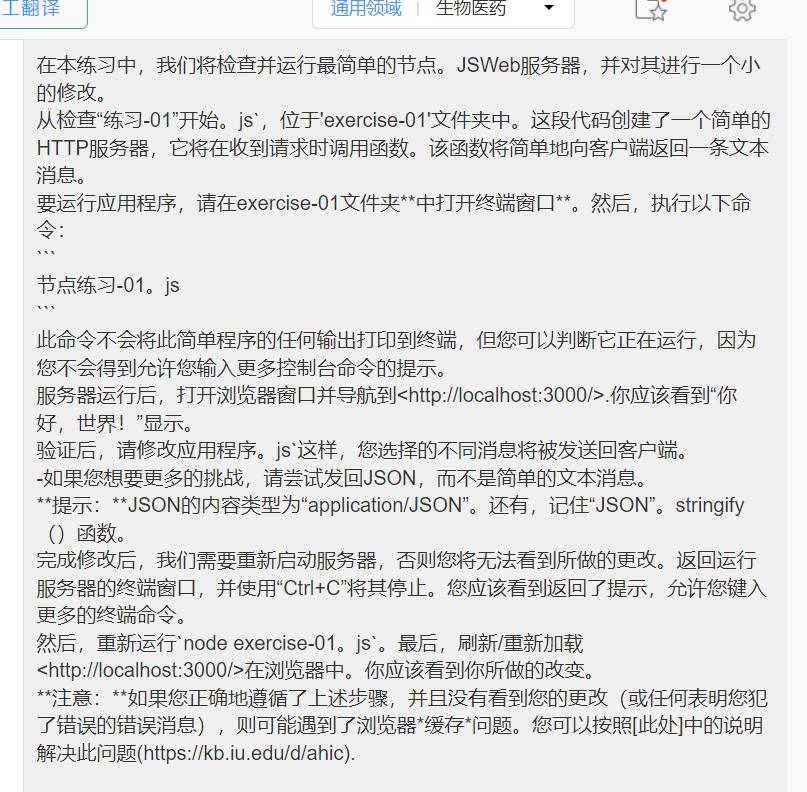 工翻译
通用领域 | 生物医药
在本练习中，我们将检查并运行最简单的节点。JSWeb服务器，并对其进行一个小
的修改。
从检查“练习-01”开始。js`，位于'exercise-01'文件夹中。这段代码创建了一个简单的
HTTP服务器，它将在收到请求时调用函数。该函数将简单地向客户端返回一条文本
消息。
要运行应用程序，请在exercise-01文件夹**中打开终端窗口**。然后，执行以下命
令：
```
节点练习-01。js
```
此命令不会将此简单程序的任何输出打印到终端，但您可以判断它正在运行，因为
您不会得到允许您输入更多控制台命令的提示。
服务器运行后，打开浏览器窗口并导航到<http://localhost:3000/>.你应该看到“你
好，世界！”显示。
验证后，请修改应用程序。js`这样，您选择的不同消息将被发送回客户端。
-如果您想要更多的挑战，请尝试发回JSON，而不是简单的文本消息。
**提示：**JSON的内容类型为“application/JSON”。还有，记住“JSON”。stringify
（）函数。
完成修改后，我们需要重新启动服务器，否则您将无法看到所做的更改。返回运行
服务器的终端窗口，并使用“Ctrl+C”将其停止。您应该看到返回了提示，允许您键入
更多的终端命令。
然后，重新运行`node exercise-01。js`。最后，刷新/重新加载
<http://localhost:3000/>在浏览器中。你应该看到你所做的改变。
**注意：**如果您正确地遵循了上述步骤，并且没有看到您的更改（或任何表明您犯
了错误的错误消息），则可能遇到了浏览器*缓存*问题。您可以按照[此处]中的说明
解决此问题(https://kb.iu.edu/d/ahic).